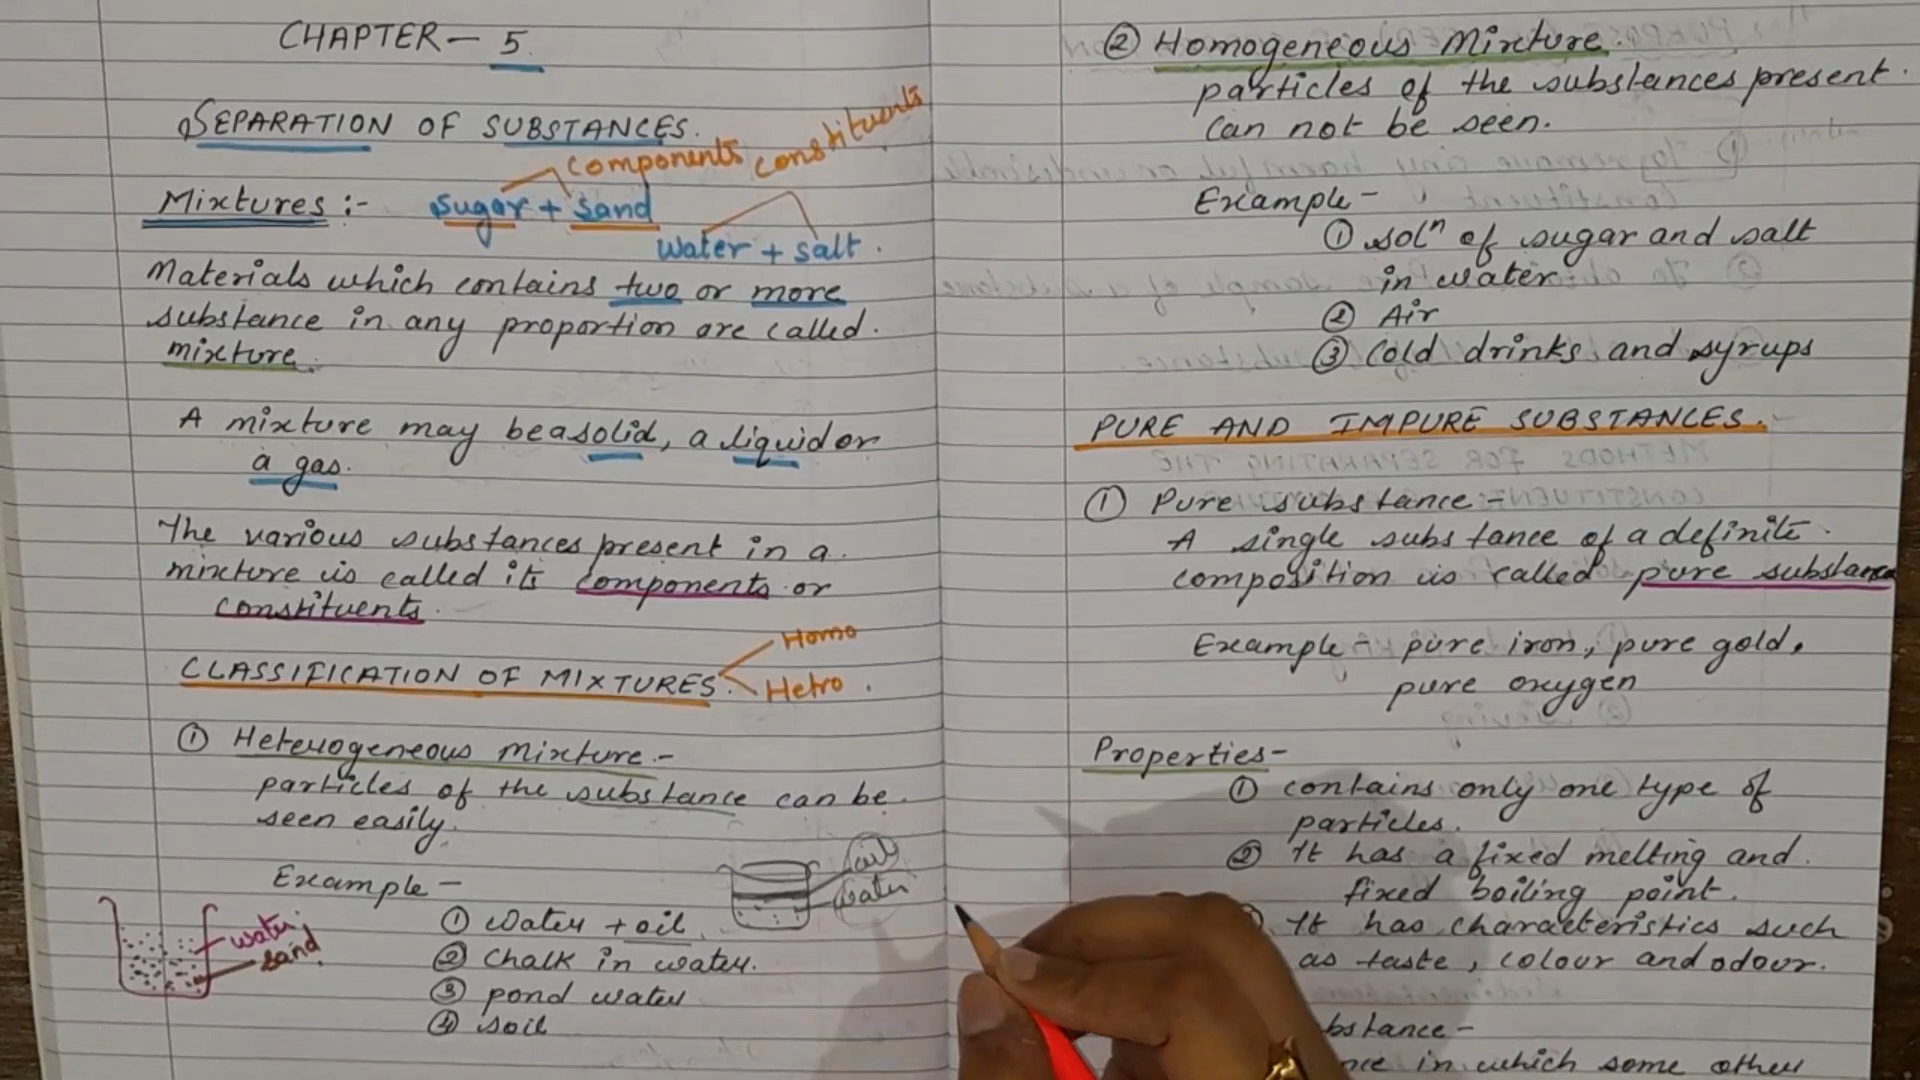 CHAPTER - 5.
SEPARATION OF SUBSTANCES.
components constituents
Mixtures :- Sugar + Sand
water + salt.
Materials which contains two or more
substance in any proportion are called.
mixture.
A mixture may be a solid, a liquid or
a gas.
The various substances present in a.
mixture is called its components or
constituents.
Homo
CLASSIFICATION OF MIXTURES.
Hetro.
① Heterogeneous Mixture.-
particles of the substance can be.
seen easily.
oil
water
Example -
① Water + oil.
② Chalk in water.
③ pond water
④ soil
water
sand
② Homogeneous Mixture.
particles of the substances present.
can not be seen.
Example -
① solⁿ of sugar and salt
in water
② Air
③ Cold drinks and syrups
PURE AND IMPURE SUBSTANCES.
① Pure substance:-
A single substance of a definite.
composition is called pure substance
Example - pure iron, pure gold,
pure oxygen
Properties-
① contains only one type of
particles.
② It has a fixed melting and.
fixed boiling point.
It has characteristics such
as taste, colour and odour.
bstance -
nce in which some other